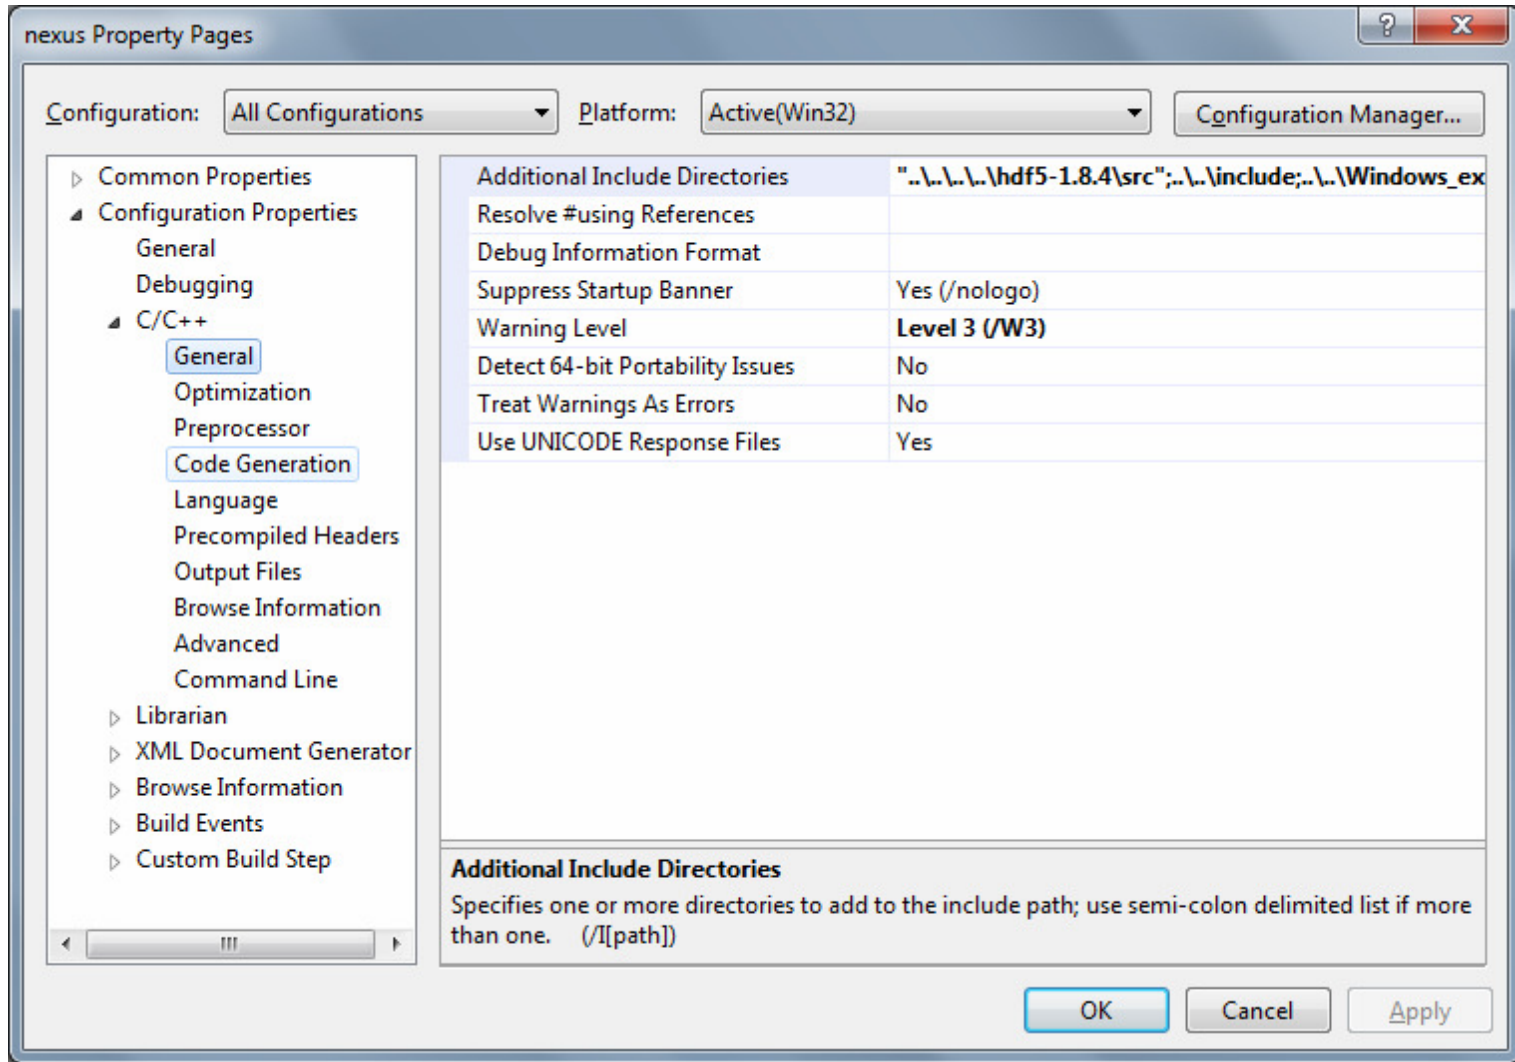 nexus Property Pages
?
X
Configuration: All Configurations Platform: Active(Win32) Configuration Manager...
Common Properties
Configuration Properties
General
Debugging
C/C++
General
Optimization
Preprocessor
Code Generation
Language
Precompiled Headers
Output Files
Browse Information
Advanced
Command Line
Librarian
XML Document Generator
Browse Information
Build Events
Custom Build Step
Additional Include Directories "..\..\..\..\hdf5-1.8.4\src";..\..\include;..\..\Windows_ex
Resolve #using References
Debug Information Format
Suppress Startup Banner Yes (/nologo)
Warning Level Level 3 (/W3)
Detect 64-bit Portability Issues No
Treat Warnings As Errors No
Use UNICODE Response Files Yes
Additional Include Directories
Specifies one or more directories to add to the include path; use semi-colon delimited list if more
than one. (/I[path])
OK Cancel Apply